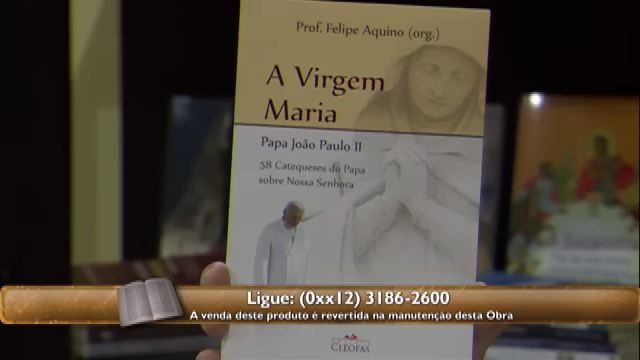 Prof. Felipe Aquino (org.)
A Virgem
Maria
Papa João Paulo II
58 Catequeses do Papa
sobre Nossa Senhora
Ligue: (0xx12) 3186-2600
A venda deste produto é revertida na manutenção desta Obra
CLÉOFAS